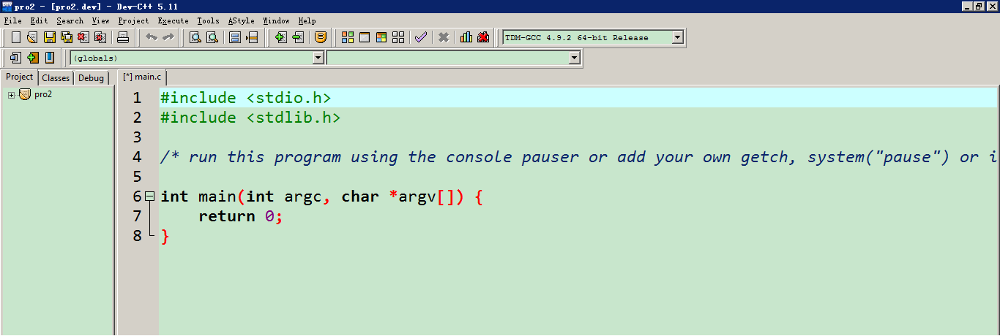 pro2 - [pro2.dev] - Dev-C++ 5.11
File Edit Search View Project Execute Tools AStyle Window Help
TDM-GCC 4.9.2 64-bit Release
(globals)
Project Classes Debug [*] main.c
pro2
1 #include <stdio.h>
2 #include <stdlib.h>
3
4 /* run this program using the console pauser or add your own getch, system("pause") or i
5
6 int main(int argc, char *argv[]) {
7 return 0;
8 }